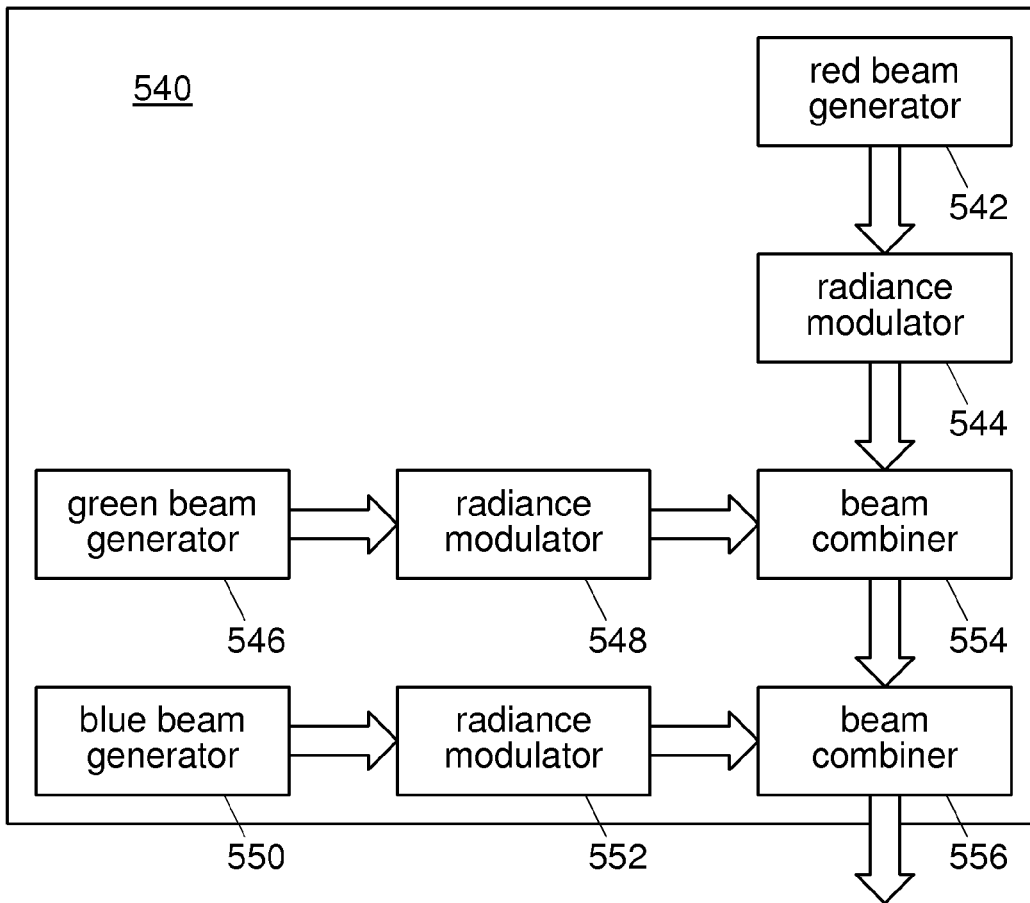 540
red beam
generator
542
radiance
modulator
544
green beam
generator
546
radiance
modulator
548
beam
combiner
554
blue beam
generator
550
radiance
modulator
552
beam
combiner
556